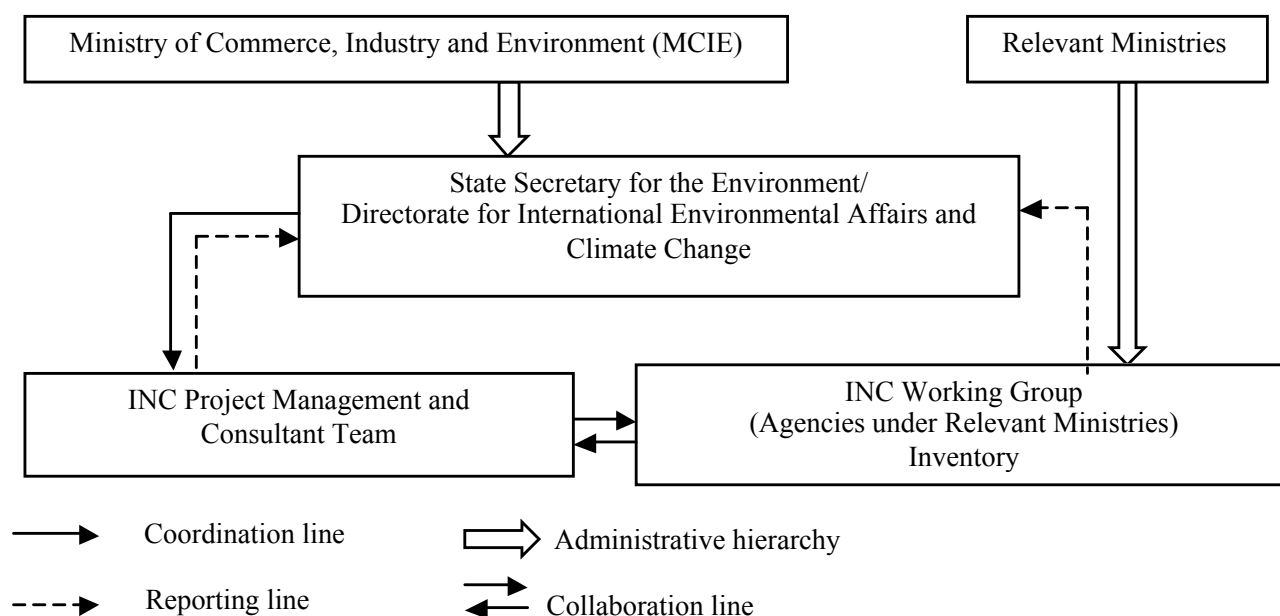 Ministry of Commerce, Industry and Environment (MCIE)
Relevant Ministries
State Secretary for the Environment/
Directorate for International Environmental Affairs and
Climate Change
INC Project Management and
Consultant Team
INC Working Group
(Agencies under Relevant Ministries)
Inventory
Coordination line
Administrative hierarchy
Reporting line
Collaboration line